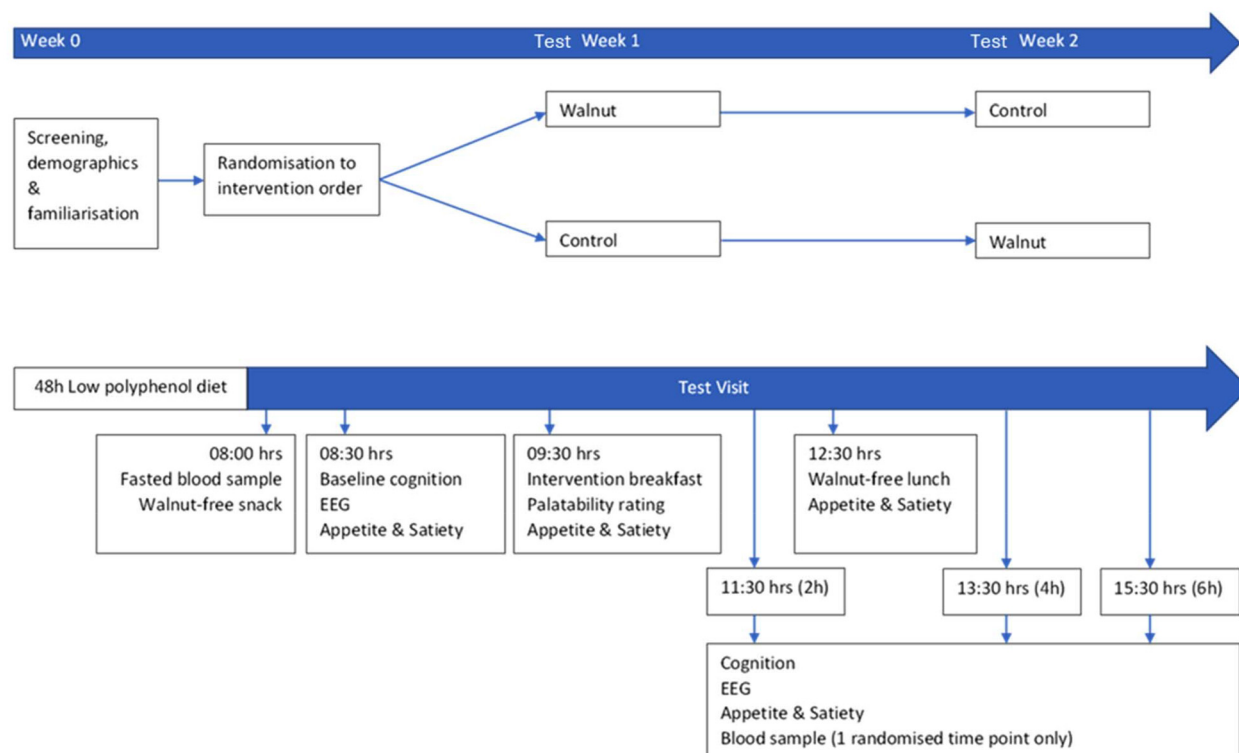 Week 0
Test Week 1
Test Week 2
Screening,
demographics
&
familiarisation
Randomisation to
intervention order
Walnut
Control
Control
Walnut
48h Low polyphenol diet
Test Visit
08:00 hrs
Fasted blood sample
Walnut-free snack
08:30 hrs
Baseline cognition
EEG
Appetite & Satiety
09:30 hrs
Intervention breakfast
Palatability rating
Appetite & Satiety
12:30 hrs
Walnut-free lunch
Appetite & Satiety
11:30 hrs (2h)
13:30 hrs (4h)
15:30 hrs (6h)
Cognition
EEG
Appetite & Satiety
Blood sample (1 randomised time point only)